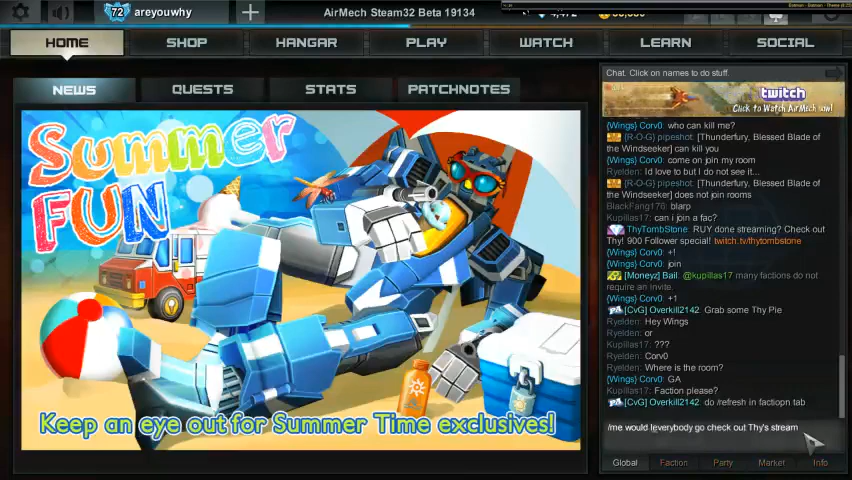 72 areyouwhy
AirMech Steam32 Beta 19134
HOME SHOP HANGAR PLAY WATCH LEARN SOCIAL
NEWS QUESTS STATS PATCHNOTES
Summer
FUN
Keep an eye out for Summer Time exclusives!
Chat. Click on names to do stuff.
twitch
Click to Watch AirMech now!
{Wings} Corv0: who can kill me?
{R-O-G} pipeshot: [Thunderfury, Blessed Blade of
the Windseeker] can kill you
{Wings} Corv0: come on join my room
Ryelden: Id love to but I do not see it...
{R-O-G} pipeshot: [Thunderfury, Blessed Blade of
the Windseeker] does not join rooms
BlackFang170: blarp
Kupillas17: can i join a fac?
ThyTombStone: RUY done streaming? Check out
Thy! 900 Follower special! twitch.tv/thytombstone
{Wings} Corv0: +!
{Wings} Corv0: join
[Moneyz] Bail: @kupillas17 many factions do not
require an invite.
{Wings} Corv0: +1
[CvG] Overkill2142: Grab some Thy Pie
Ryelden: Hey Wings
Ryelden: or
Kupillas17: ???
Ryelden: Corv0
Ryelden: Where is the room?
{Wings} Corv0: GA
Kupillas17: Faction please?
[CvG] Overkill2142: do /refresh in factiopn tab
/me would leverybody go check out Thy's stream
Global Faction Party Market Info